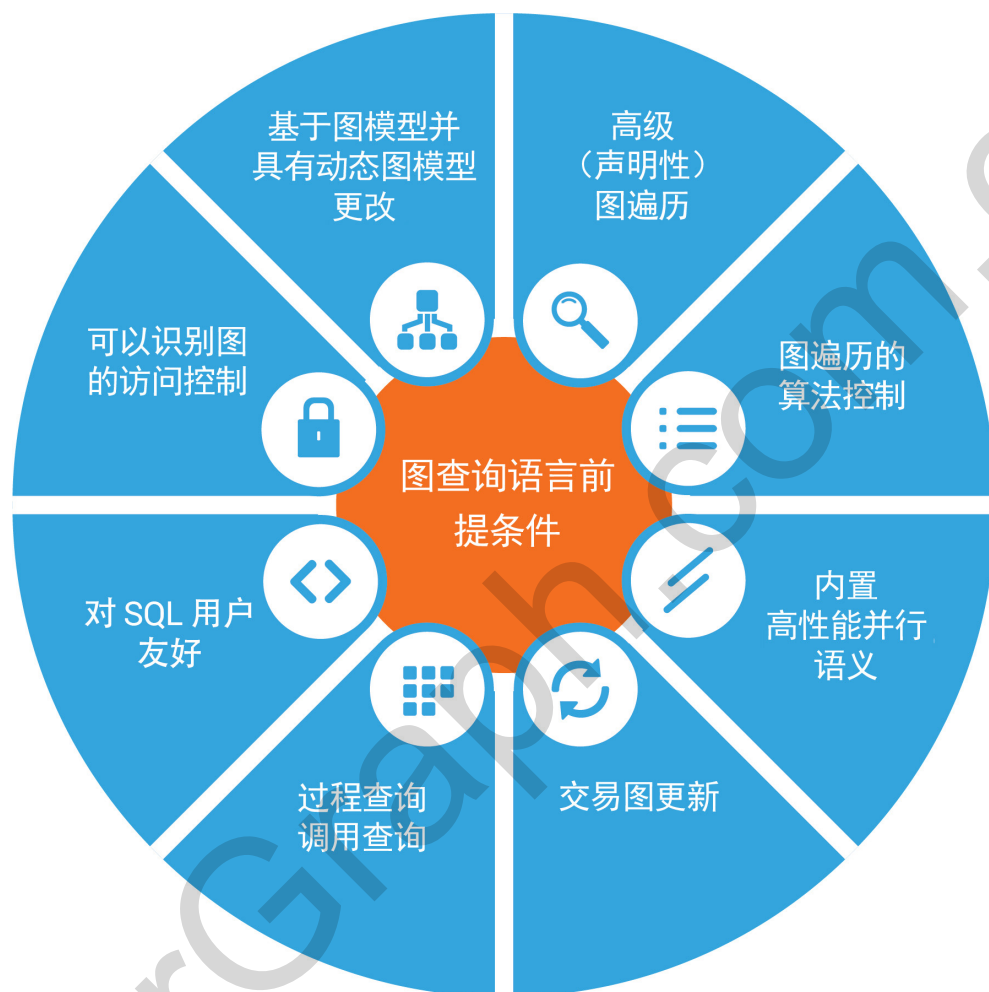 基于图模型并
具有动态图模型
更改
高级
（声明性）
图遍历
图遍历的
算法控制
内置
高性能并行
语义
交易图更新
过程查询
调用查询
对 SQL 用户
友好
可以识别图
的访问控制
图查询语言前
提条件
rGraph.com